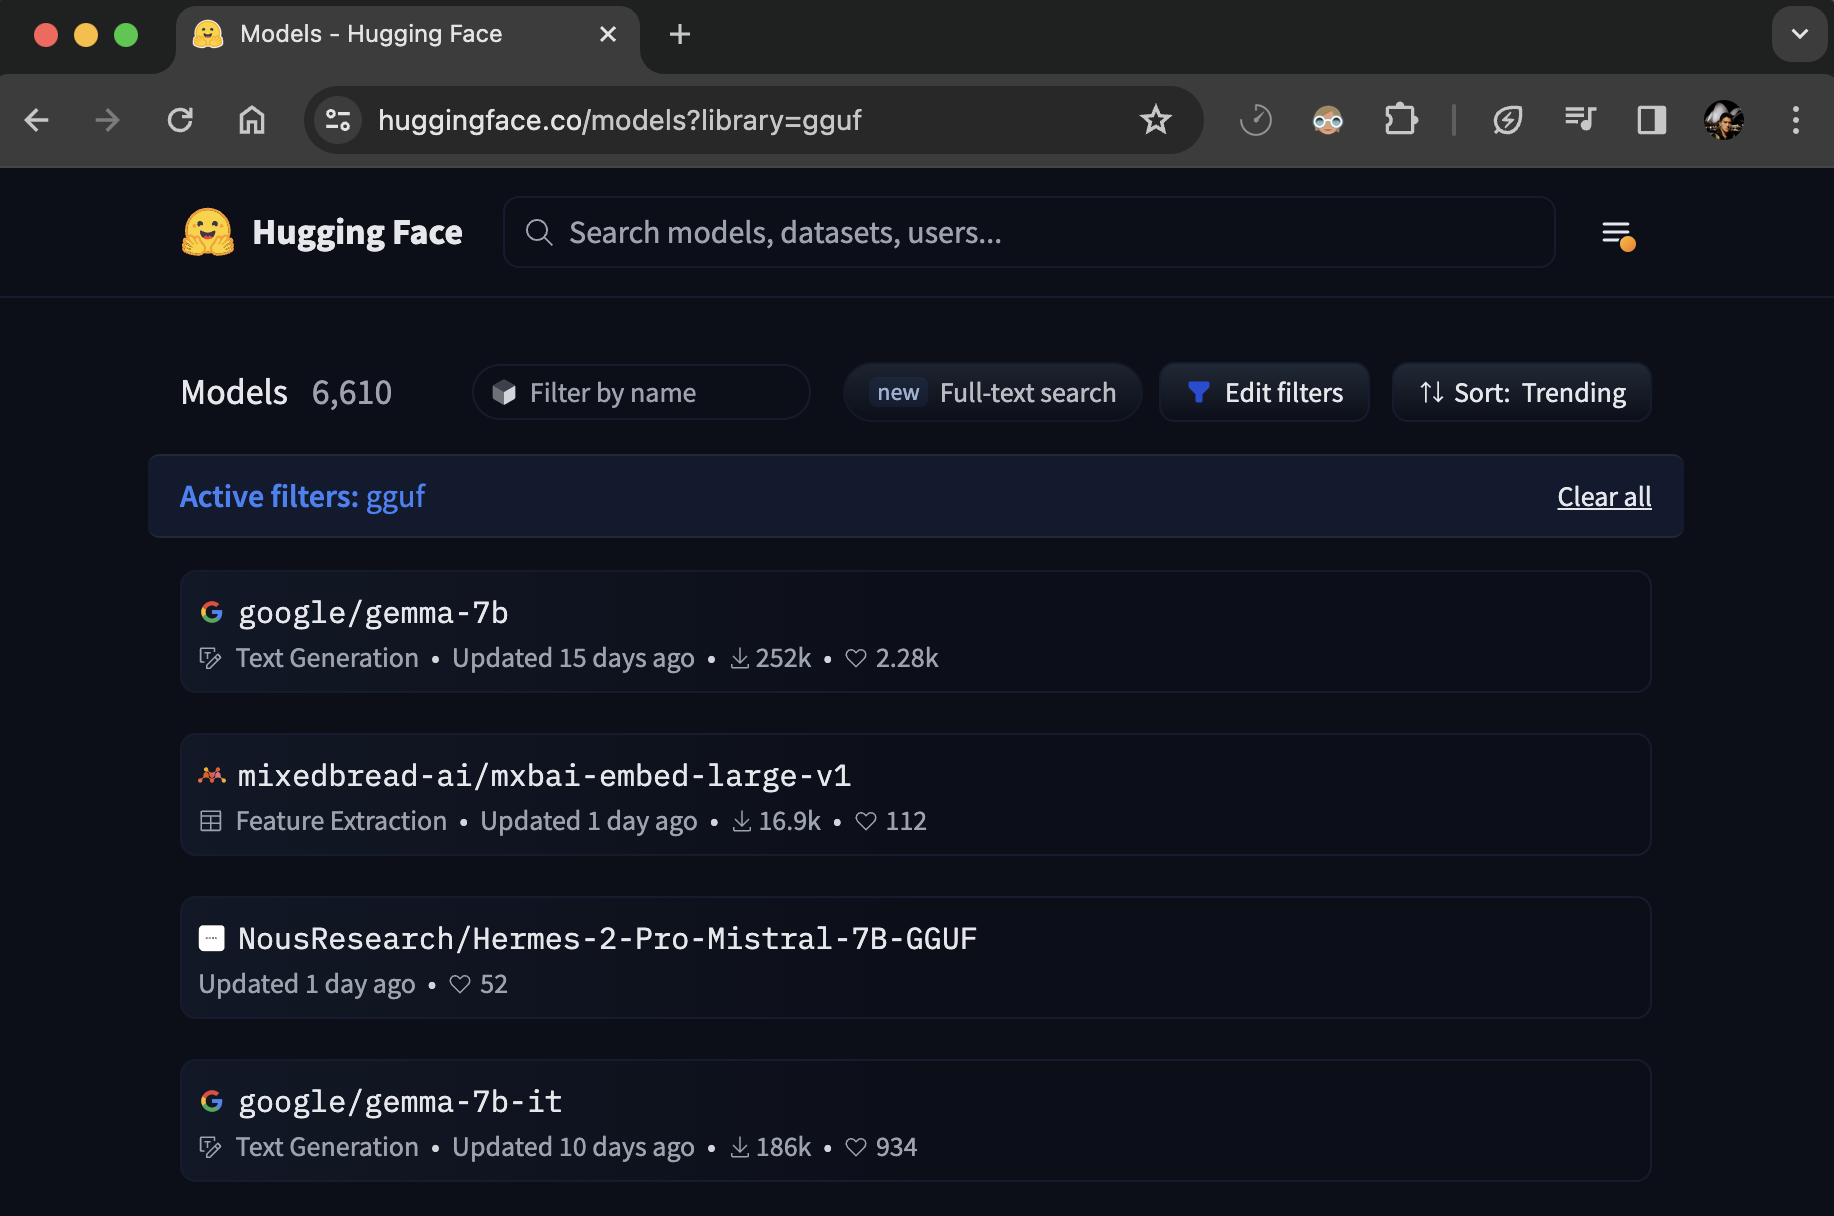 Models - Hugging Face
huggingface.co/models?library=gguf
Hugging Face
Search models, datasets, users...
Models 6,610
Filter by name
new Full-text search
Edit filters
Sort: Trending
Active filters: gguf
Clear all
google/gemma-7b
Text Generation • Updated 15 days ago • 252k • 2.28k
mixedbread-ai/mxbai-embed-large-v1
Feature Extraction • Updated 1 day ago • 16.9k • 112
NousResearch/Hermes-2-Pro-Mistral-7B-GGUF
Updated 1 day ago • 52
google/gemma-7b-it
Text Generation • Updated 10 days ago • 186k • 934